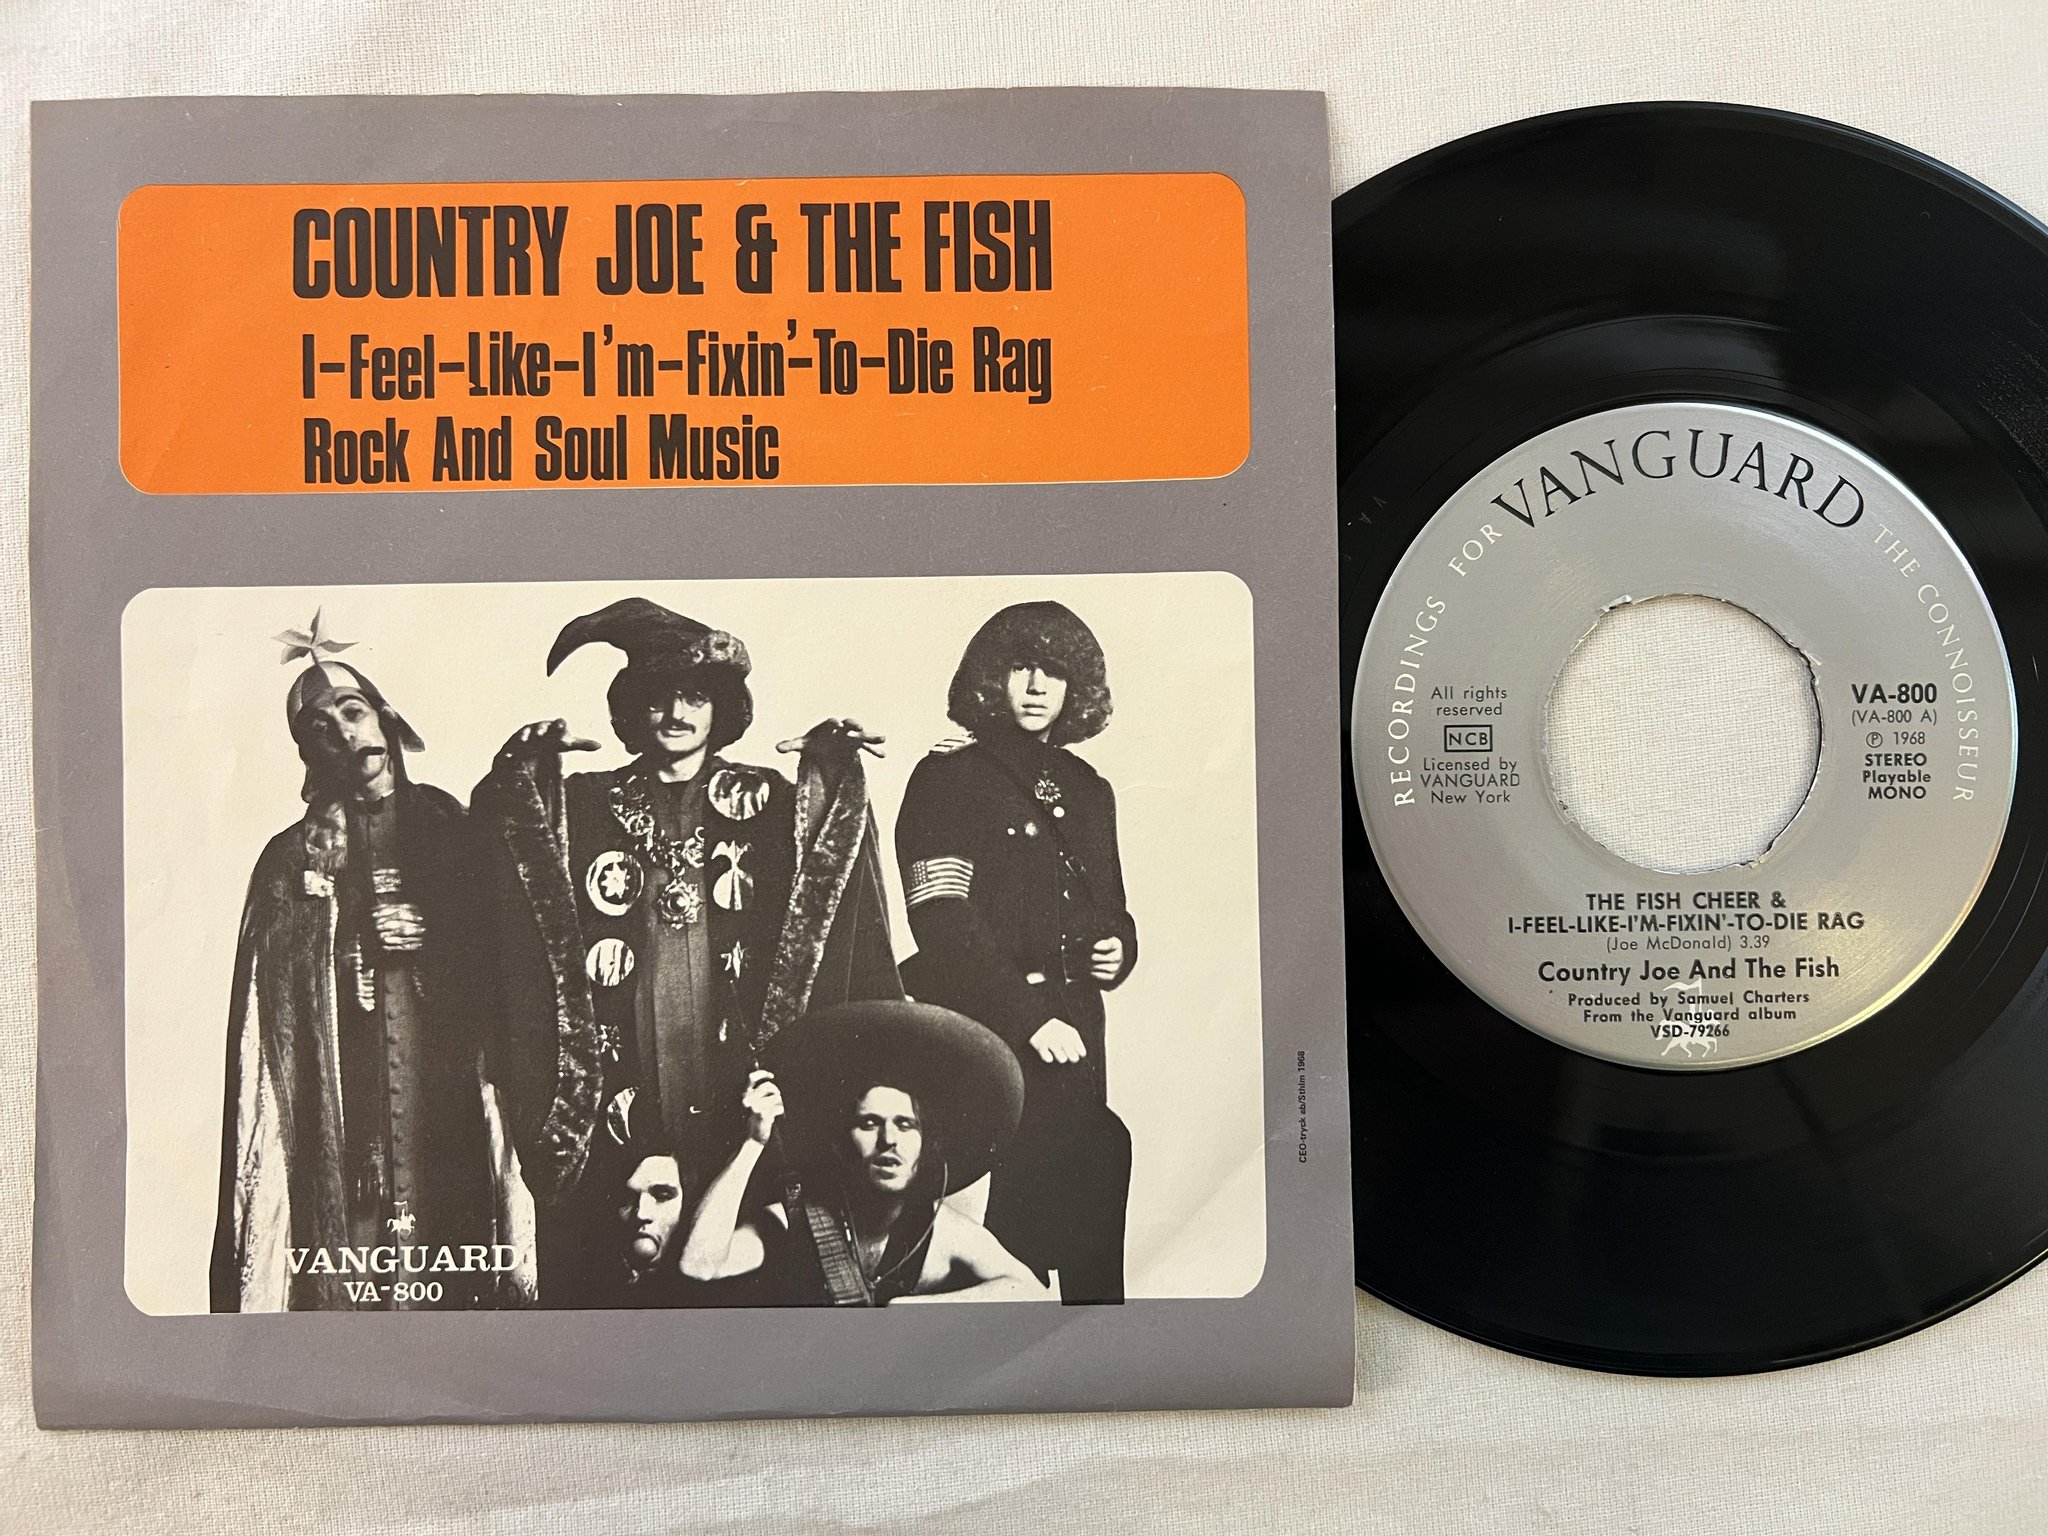 COUNTRY JOE & THE FISH
I-Feel-Like-I'm-Fixin'-To-Die Rag
Rock And Soul Music
VANGUARD
VA-800
CEO-tryck ab/Sthlm 1968
RECORDINGS FOR VANGUARD THE CONNOISSEUR
All rights
reserved
NCB
Licensed by
VANGUARD
New York
VA-800
(VA-800 A)
Ⓟ 1968
STEREO
Playable
MONO
THE FISH CHEER &
I-FEEL-LIKE-I'M-FIXIN'-TO-DIE RAG
(Joe McDonald) 3.39
Country Joe And The Fish
Produced by Samuel Charters
From the Vanguard album
VSD-79266